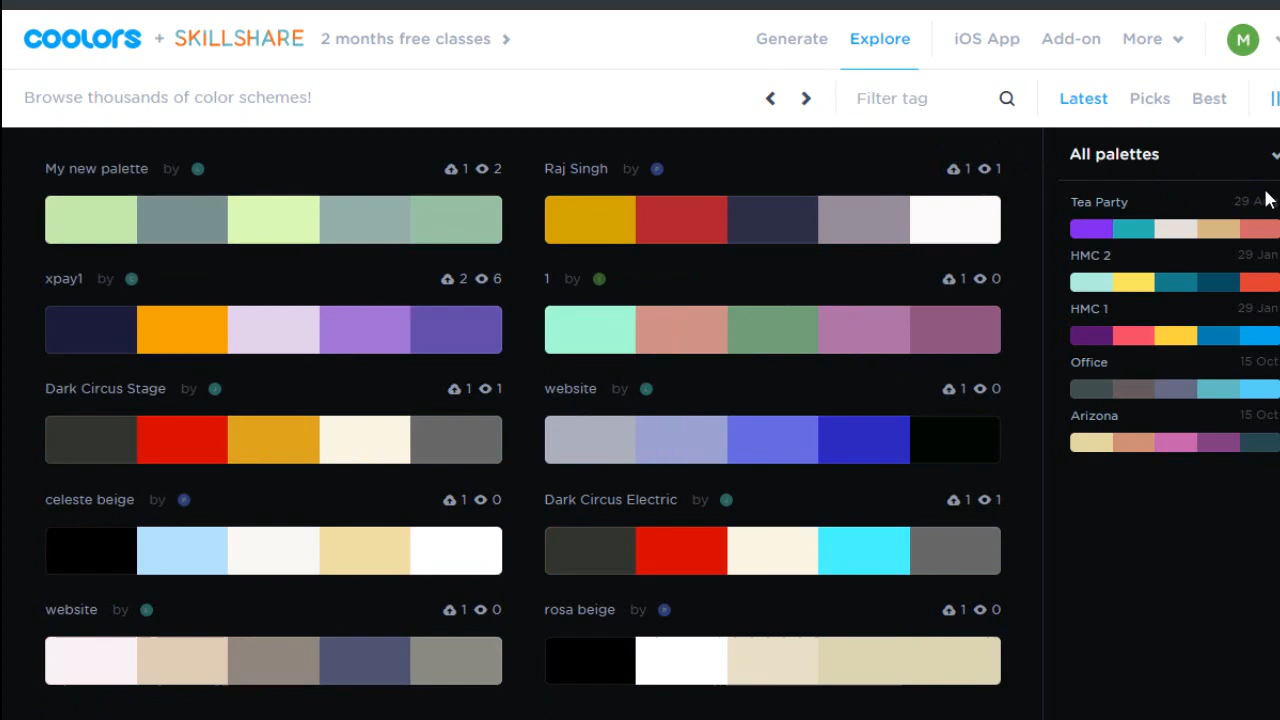 coolors + SKILLSHARE 2 months free classes
Generate Explore iOS App Add-on More M
Browse thousands of color schemes!
Filter tag
Latest Picks Best
My new palette by 1 2
Raj Singh by 1 1
xpay1 by 2 6
1 by 1 0
Dark Circus Stage by 1 1
website by 1 0
celeste beige by 1 0
Dark Circus Electric by 1 1
website by 1 0
rosa beige by 1 0
All palettes
Tea Party 29
HMC 2 29 Jan
HMC 1 29 Jan
Office 15 Oct
Arizona 15 Oct